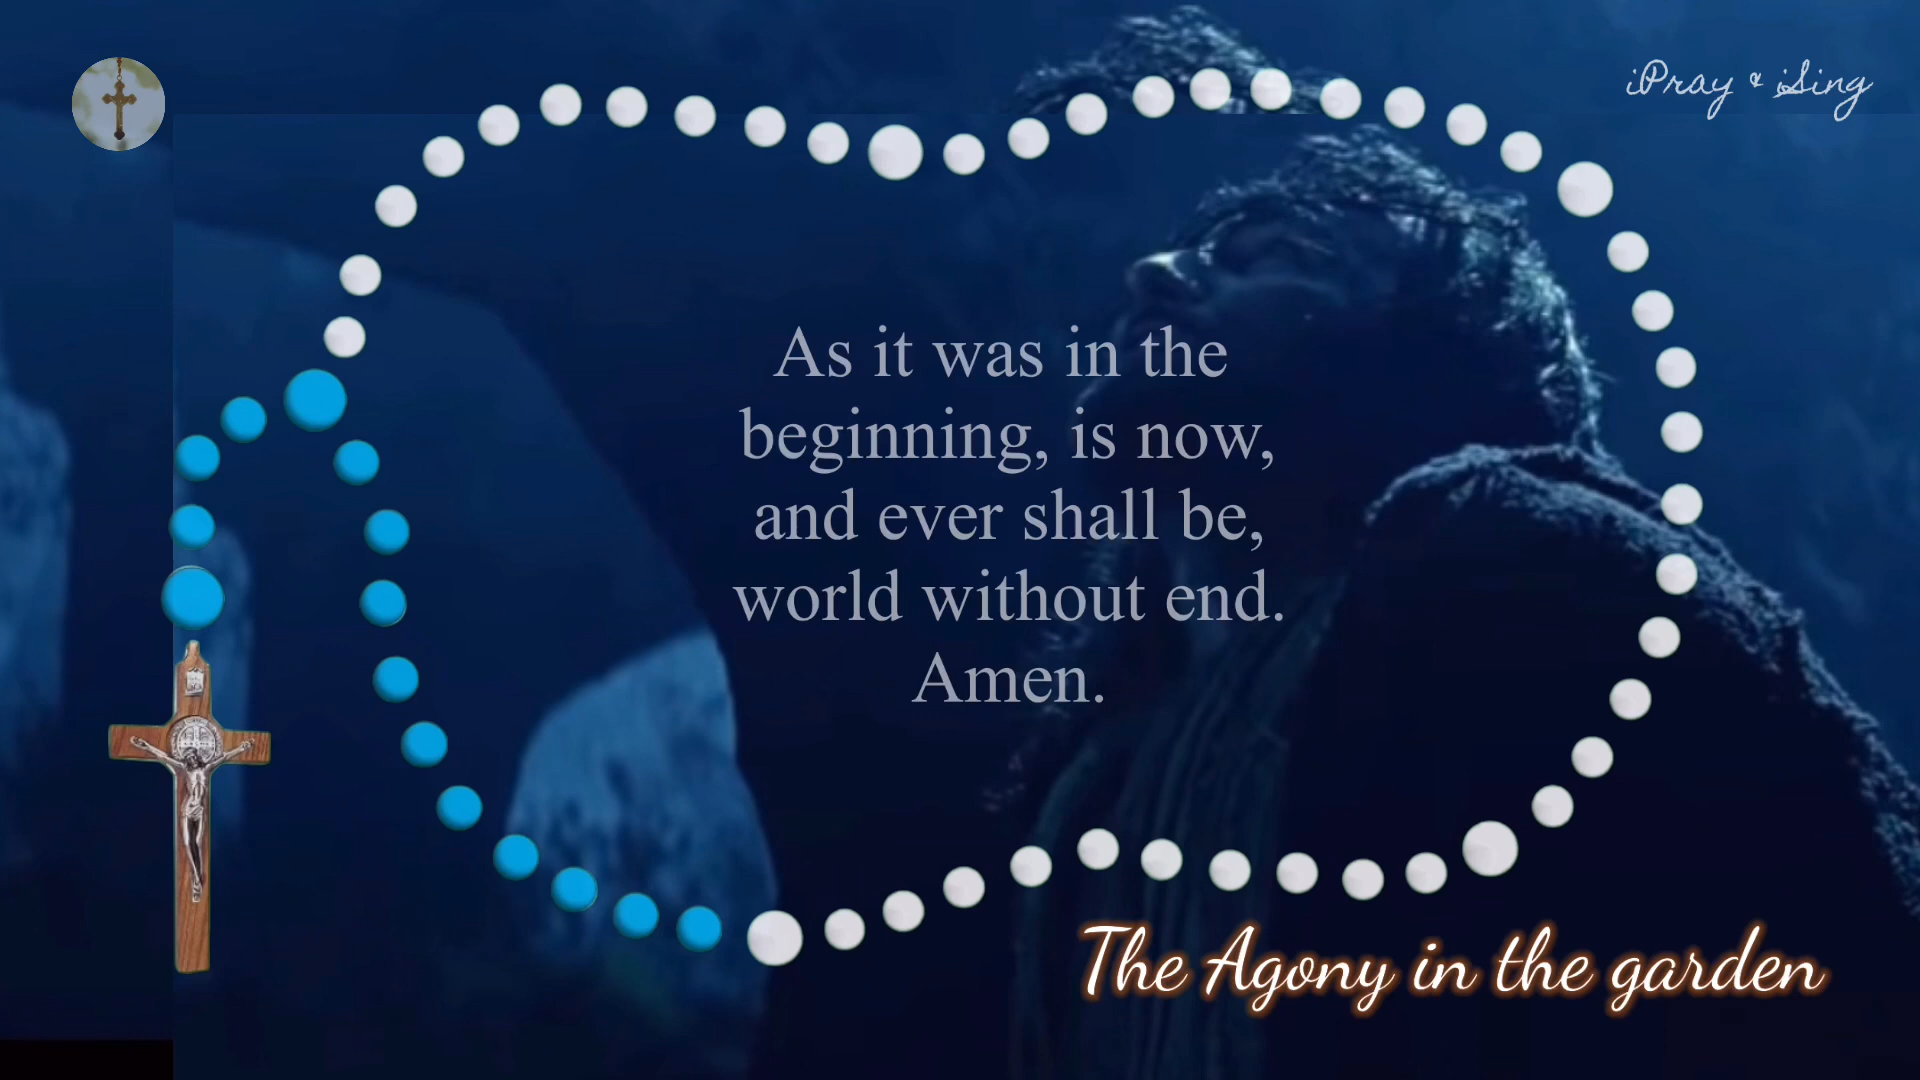 iPray & iSing
As it was in the
beginning, is now,
and ever shall be,
world without end.
Amen.
The Agony in the garden